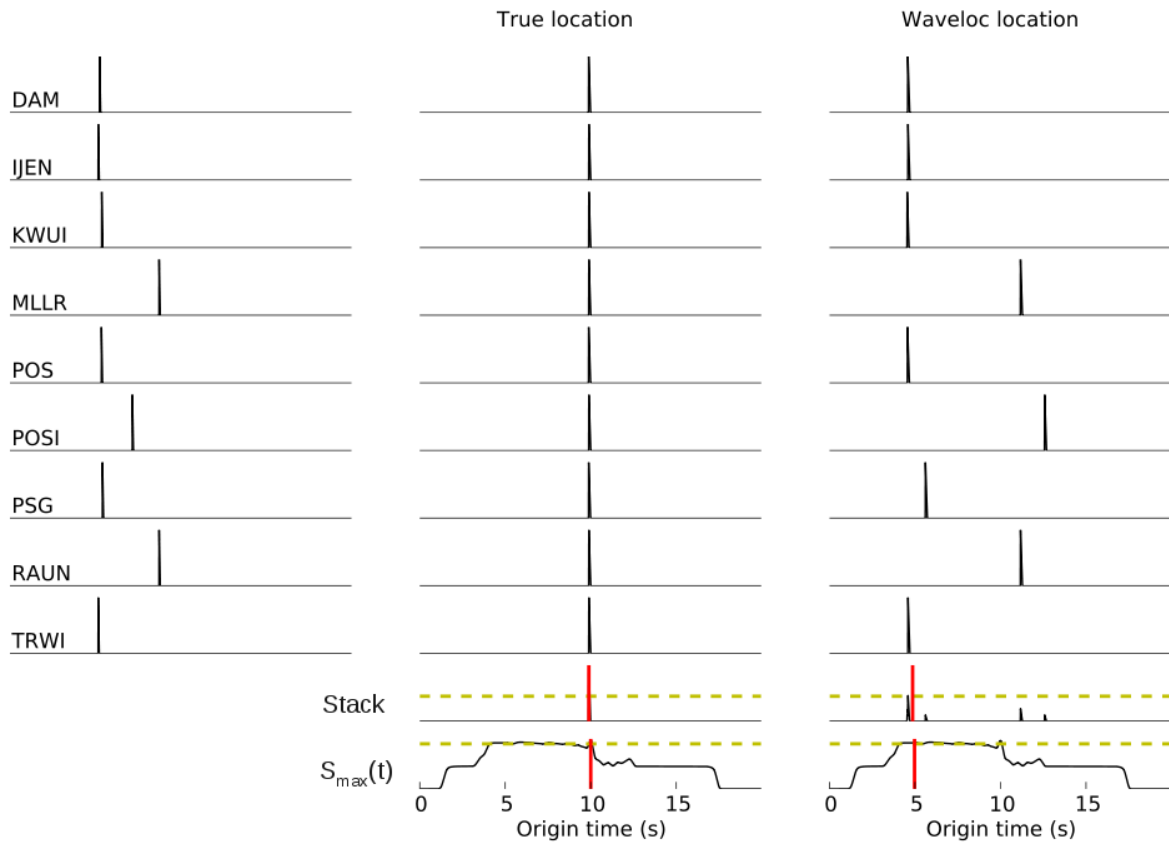 True location Waveloc location
DAM
IJEN
KWUI
MLLR
POS
POSI
PSG
RAUN
TRWI
Stack
Smax(t)
0 5 10 15 0 5 10 15
Origin time (s) Origin time (s)